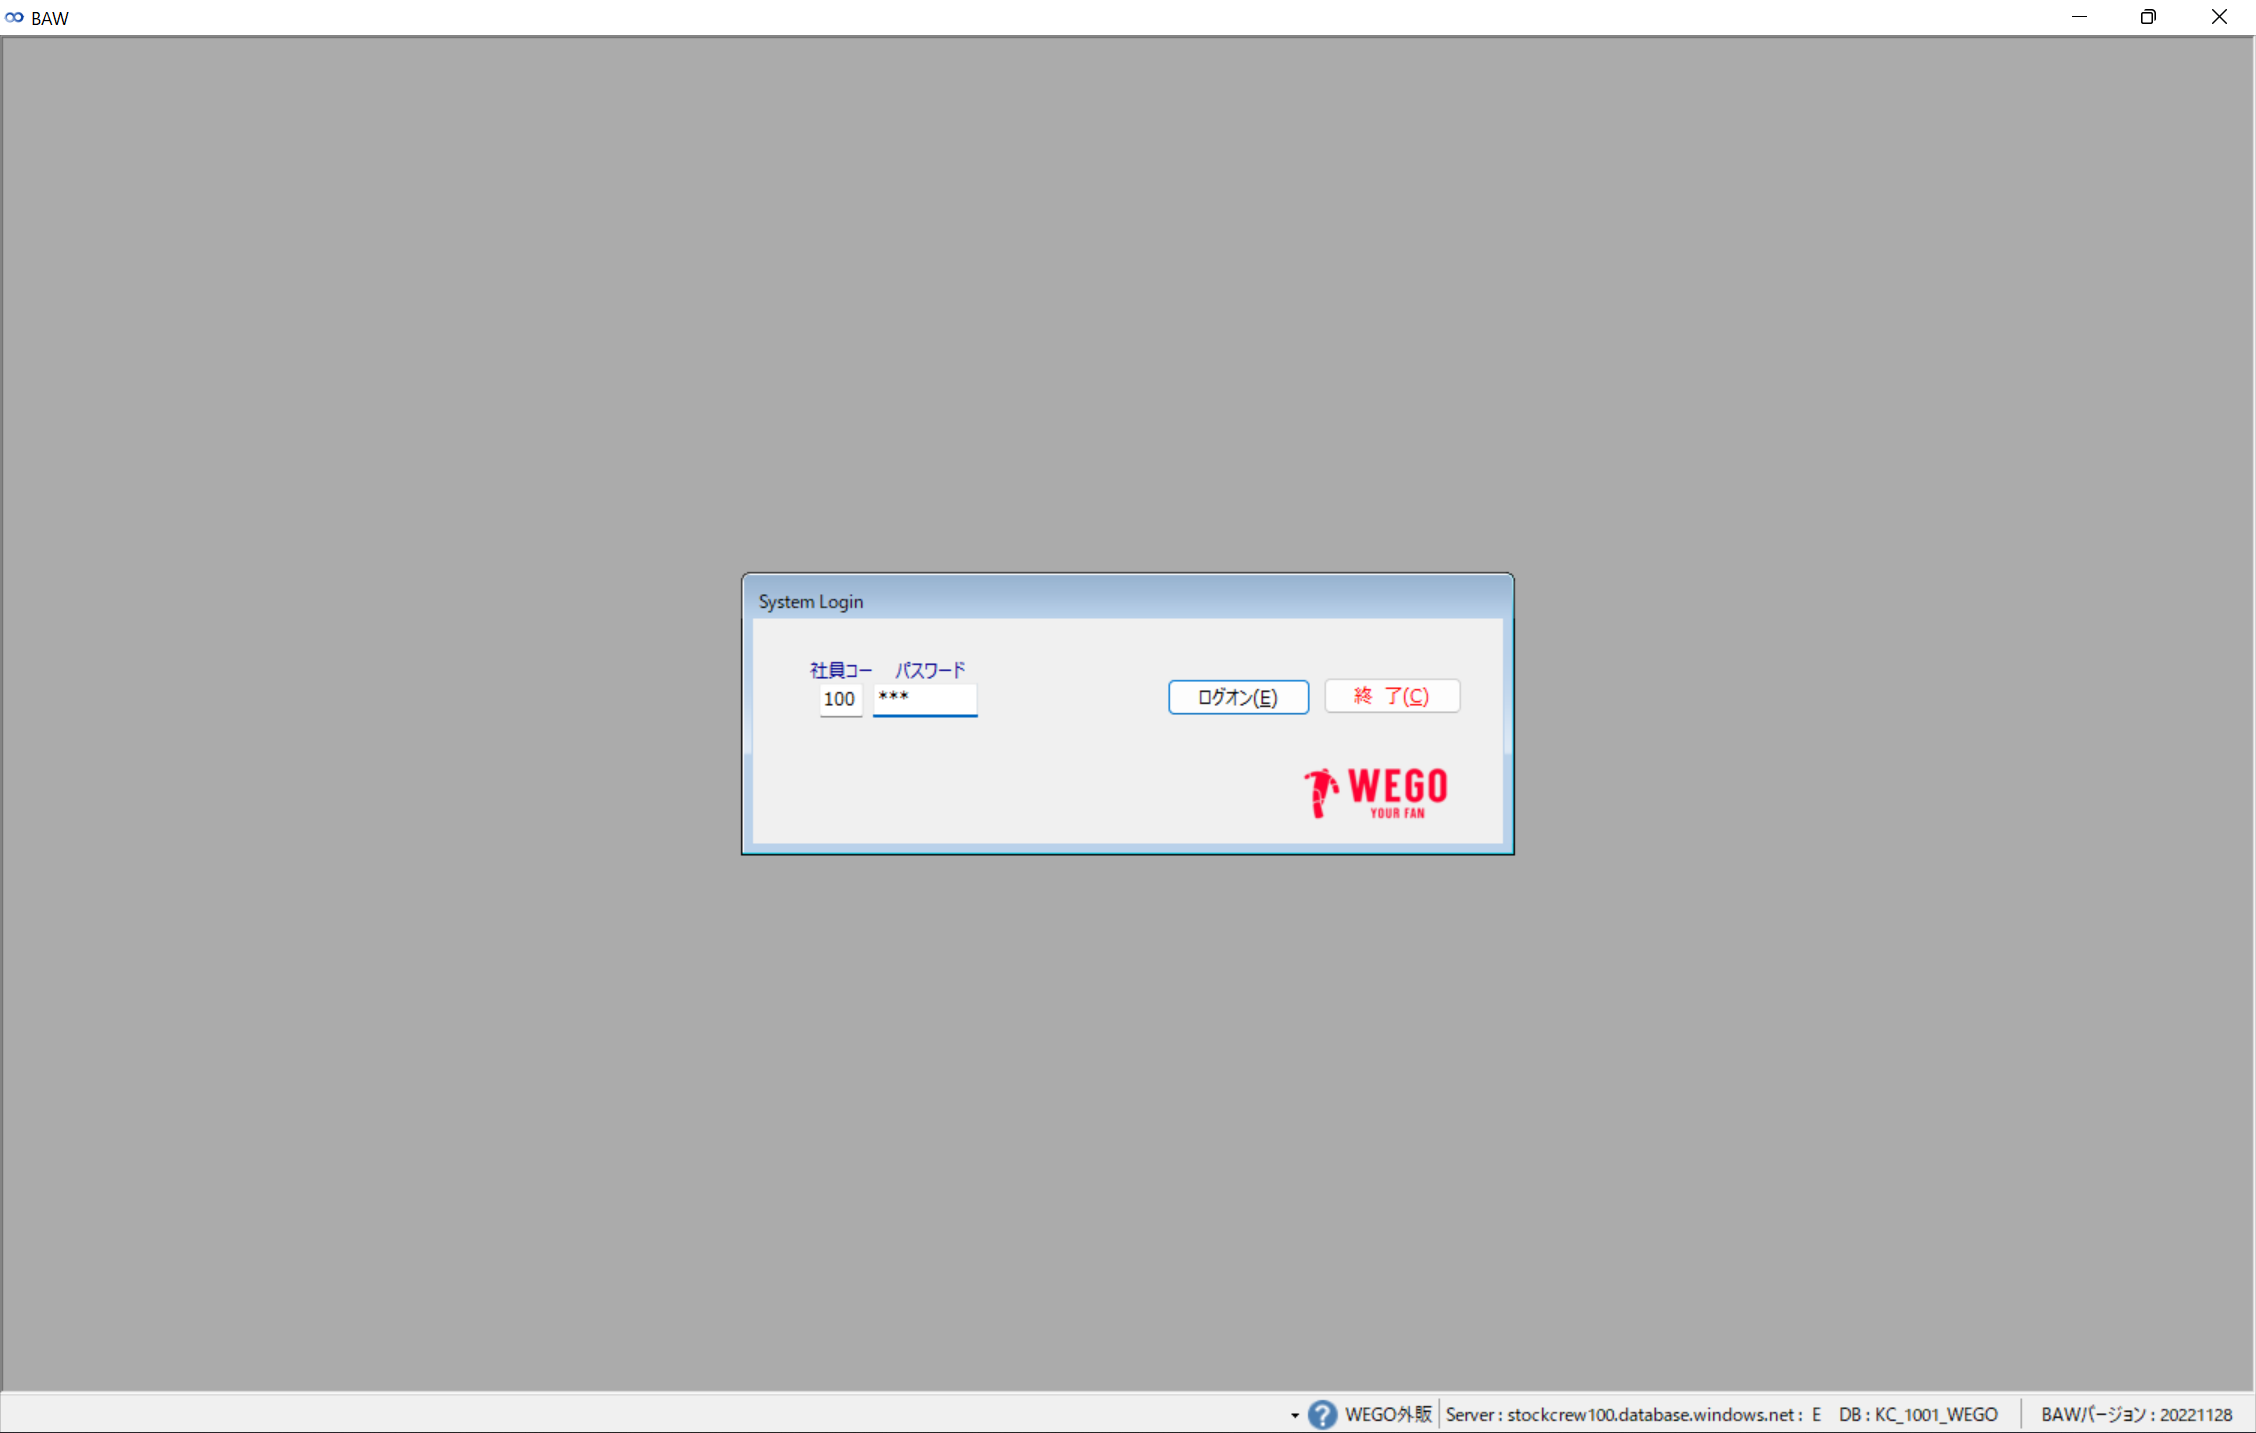 BAW
System Login
社員コー パスワード
100 ***
ログオン(E) 終 了(C)
WEGO
YOUR FAN
WEGO外販 Server : stockcrew100.database.windows.net : E DB : KC_1001_WEGO BAWバージョン : 20221128